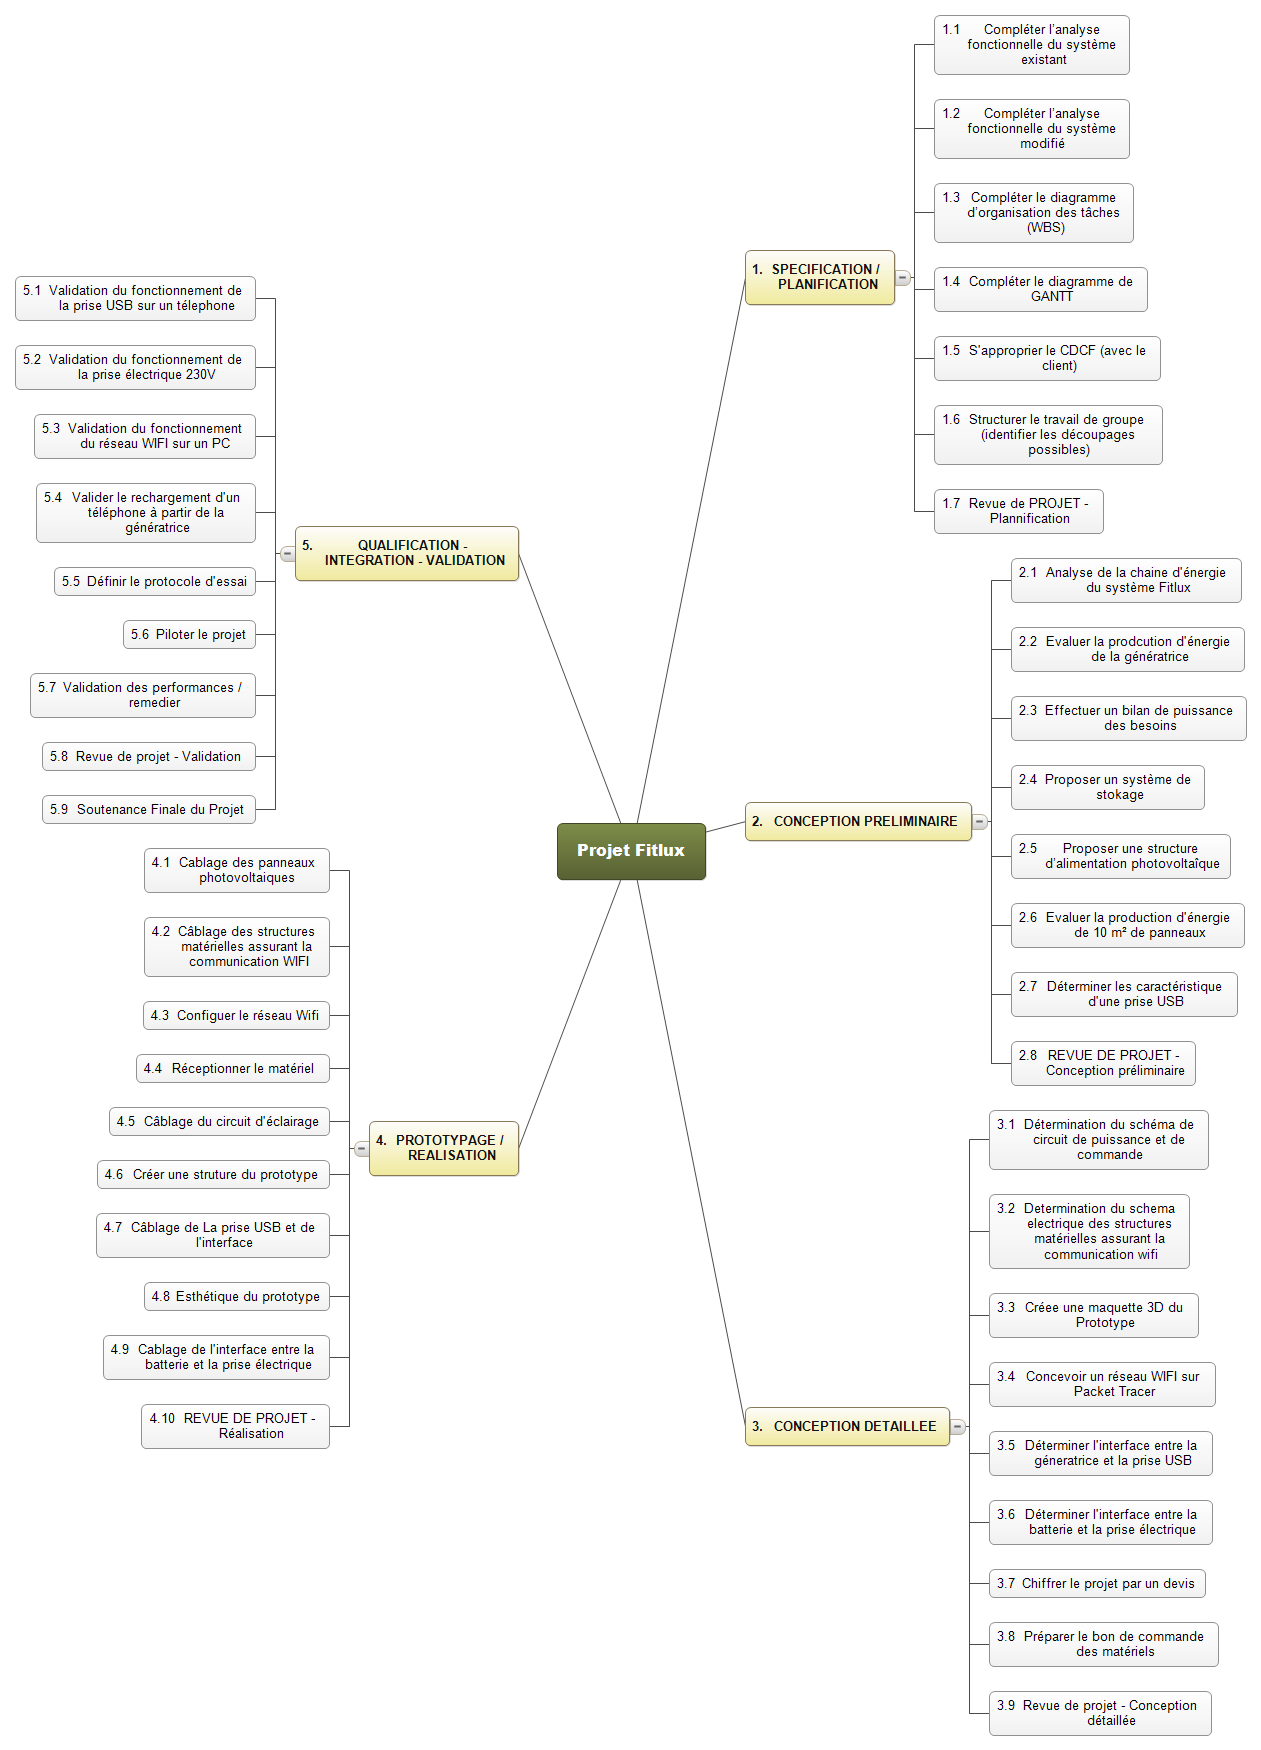 Projet Fitlux
1. SPECIFICATION /
PLANIFICATION
1.1 Compléter l'analyse
fonctionnelle du système
existant
1.2 Compléter l'analyse
fonctionnelle du système
modifié
1.3 Compléter le diagramme
d'organisation des tâches
(WBS)
1.4 Compléter le diagramme de
GANTT
1.5 S'approprier le CDCF (avec le
client)
1.6 Structurer le travail de groupe
(identifier les découpages
possibles)
1.7 Revue de PROJET -
Plannification
2. CONCEPTION PRELIMINAIRE
2.1 Analyse de la chaine d'énergie
du système Fitlux
2.2 Evaluer la prodcution d'énergie
de la génératrice
2.3 Effectuer un bilan de puissance
des besoins
2.4 Proposer un système de
stokage
2.5 Proposer une structure
d'alimentation photovoltaîque
2.6 Evaluer la production d'énergie
de 10 m² de panneaux
2.7 Déterminer les caractéristique
d'une prise USB
2.8 REVUE DE PROJET -
Conception préliminaire
3. CONCEPTION DETAILLEE
3.1 Détermination du schéma de
circuit de puissance et de
commande
3.2 Determination du schema
electrique des structures
matérielles assurant la
communication wifi
3.3 Créee une maquette 3D du
Prototype
3.4 Concevoir un réseau WIFI sur
Packet Tracer
3.5 Déterminer l'interface entre la
géneratrice et la prise USB
3.6 Déterminer l'interface entre la
batterie et la prise électrique
3.7 Chiffrer le projet par un devis
3.8 Préparer le bon de commande
des matériels
3.9 Revue de projet - Conception
détaillée
4. PROTOTYPAGE /
REALISATION
4.1 Cablage des panneaux
photovoltaiques
4.2 Câblage des structures
matérielles assurant la
communication WIFI
4.3 Configuer le réseau Wifi
4.4 Réceptionner le matériel
4.5 Câblage du circuit d'éclairage
4.6 Créer une struture du prototype
4.7 Câblage de La prise USB et de
l'interface
4.8 Esthétique du prototype
4.9 Cablage de l'interface entre la
batterie et la prise électrique
4.10 REVUE DE PROJET -
Réalisation
5. QUALIFICATION -
INTEGRATION - VALIDATION
5.1 Validation du fonctionnement de
la prise USB sur un télephone
5.2 Validation du fonctionnement de
la prise électrique 230V
5.3 Validation du fonctionnement
du réseau WIFI sur un PC
5.4 Valider le rechargement d'un
téléphone à partir de la
génératrice
5.5 Définir le protocole d'essai
5.6 Piloter le projet
5.7 Validation des performances /
remedier
5.8 Revue de projet - Validation
5.9 Soutenance Finale du Projet